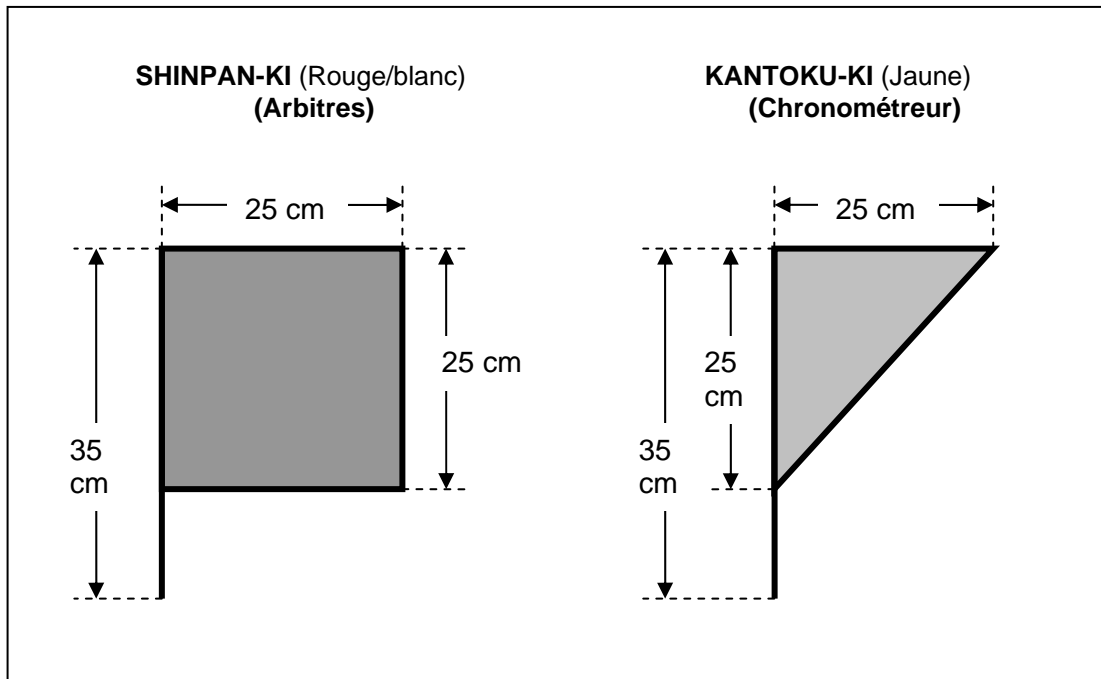 SHINPAN-KI (Rouge/blanc)
(Arbitres)
25 cm
25 cm
35
cm
KANTOKU-KI (Jaune)
(Chronométreur)
25 cm
25
cm
35
cm